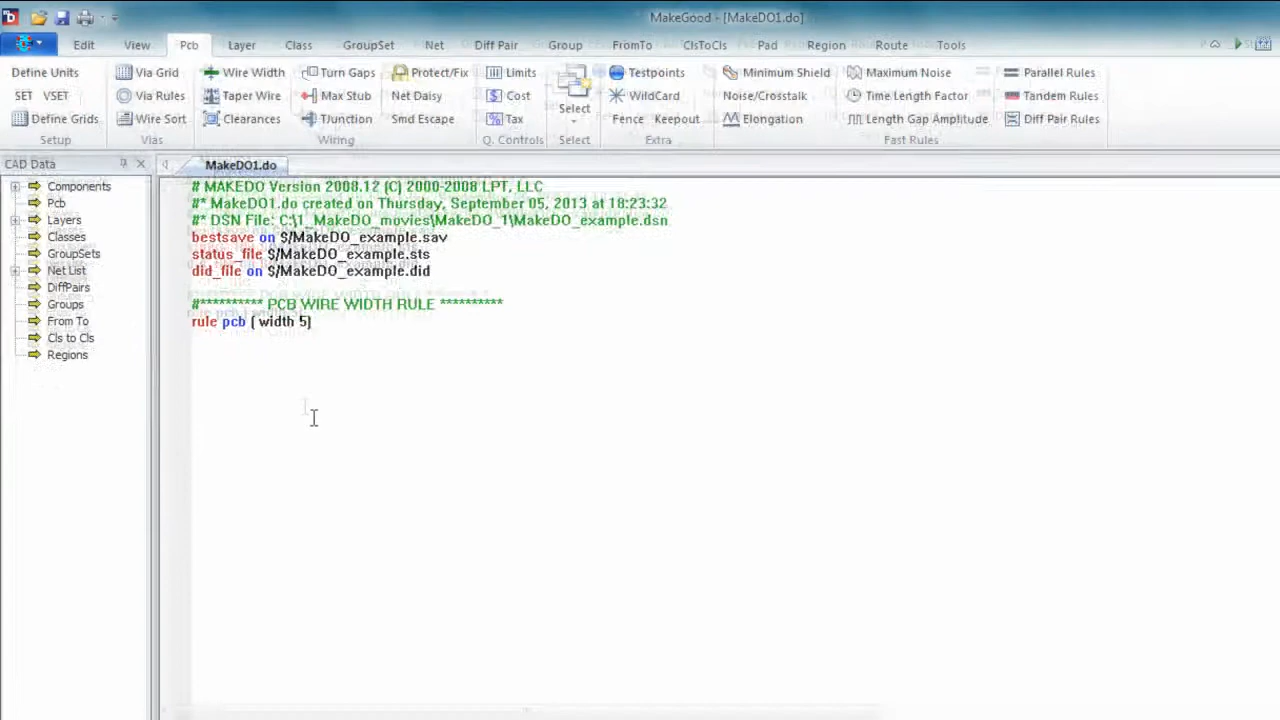 MakeGood - [MakeDO1.do]
Edit View Pcb Layer Class GroupSet Net Diff Pair Group FromTo ClsToCls Pad Region Route Tools
Define Units Via Grid Wire Width Turn Gaps Protect/Fix Limits Testpoints Minimum Shield Maximum Noise Parallel Rules
SET VSET Via Rules Taper Wire Max Stub Net Daisy Cost Select WildCard Noise/Crosstalk Time Length Factor Tandem Rules
Define Grids Wire Sort Clearances TJunction Smd Escape Tax Fence Keepout Elongation Length Gap Amplitude Diff Pair Rules
Setup Vias Wiring Q. Controls Select Extra Fast Rules
CAD Data
MakeDO1.do
Components
Pcb
Layers
Classes
GroupSets
Net List
DiffPairs
Groups
From To
Cls to Cls
Regions
# MAKEDO Version 2008.12 (C) 2000-2008 LPT, LLC
#* MakeDO1.do created on Thursday, September 05, 2013 at 18:23:32
#* DSN File: C:\1_MakeDO_movies\MakeDO_1\MakeDO_example.dsn
bestsave on $/MakeDO_example.sav
status_file $/MakeDO_example.sts
did_file on $/MakeDO_example.did
#********** PCB WIRE WIDTH RULE **********
rule pcb ( width 5)